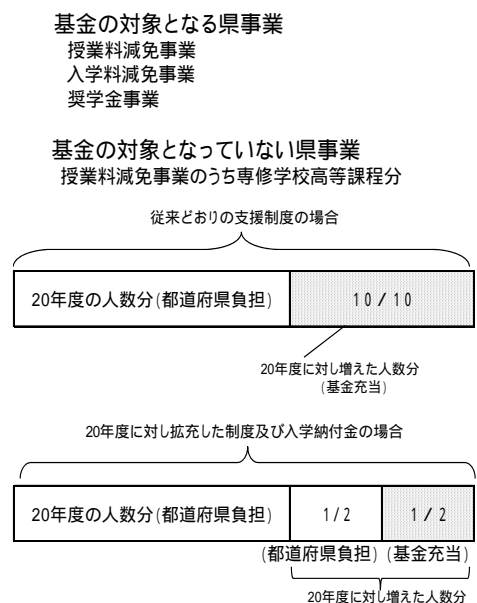 基金の対象となる県事業
授業料減免事業
入学料減免事業
奨学金事業
基金の対象となっていない県事業
授業料減免事業のうち専修学校高等課程分
従来どおりの支援制度の場合
20年度の人数分(都道府県負担)
10/10
20年度に対し増えた人数分
(基金充当)
20年度に対し拡充した制度及び入学納付金の場合
20年度の人数分(都道府県負担)
1/2
1/2
(都道府県負担)
(基金充当)
20年度に対し増えた人数分